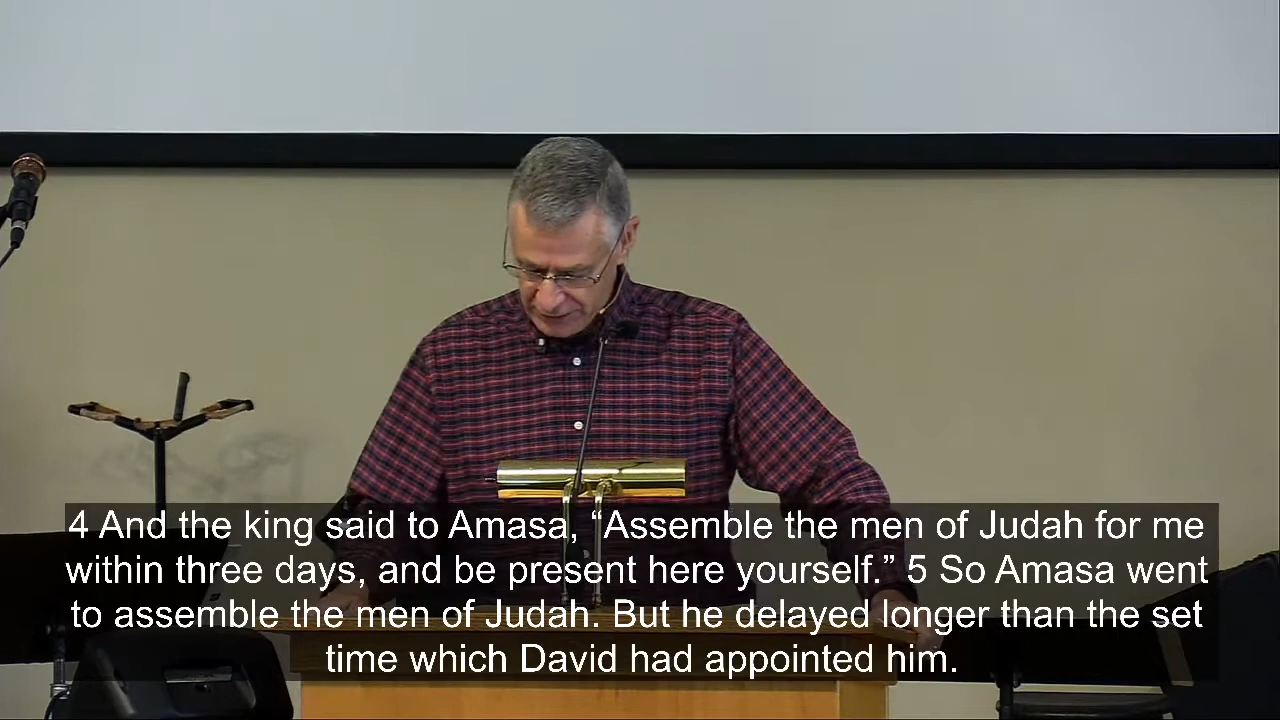 4 And the king said to Amasa, “Assemble the men of Judah for me
within three days, and be present here yourself.” 5 So Amasa went
to assemble the men of Judah. But he delayed longer than the set
time which David had appointed him.